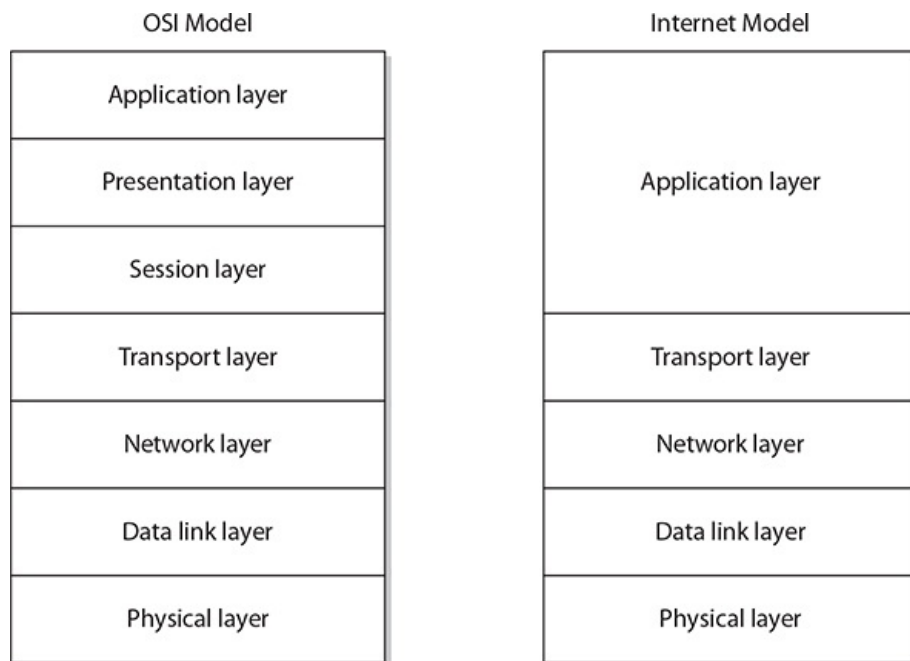 OSI Model
Application layer
Presentation layer
Session layer
Transport layer
Network layer
Data link layer
Physical layer
Internet Model
Application layer
Transport layer
Network layer
Data link layer
Physical layer